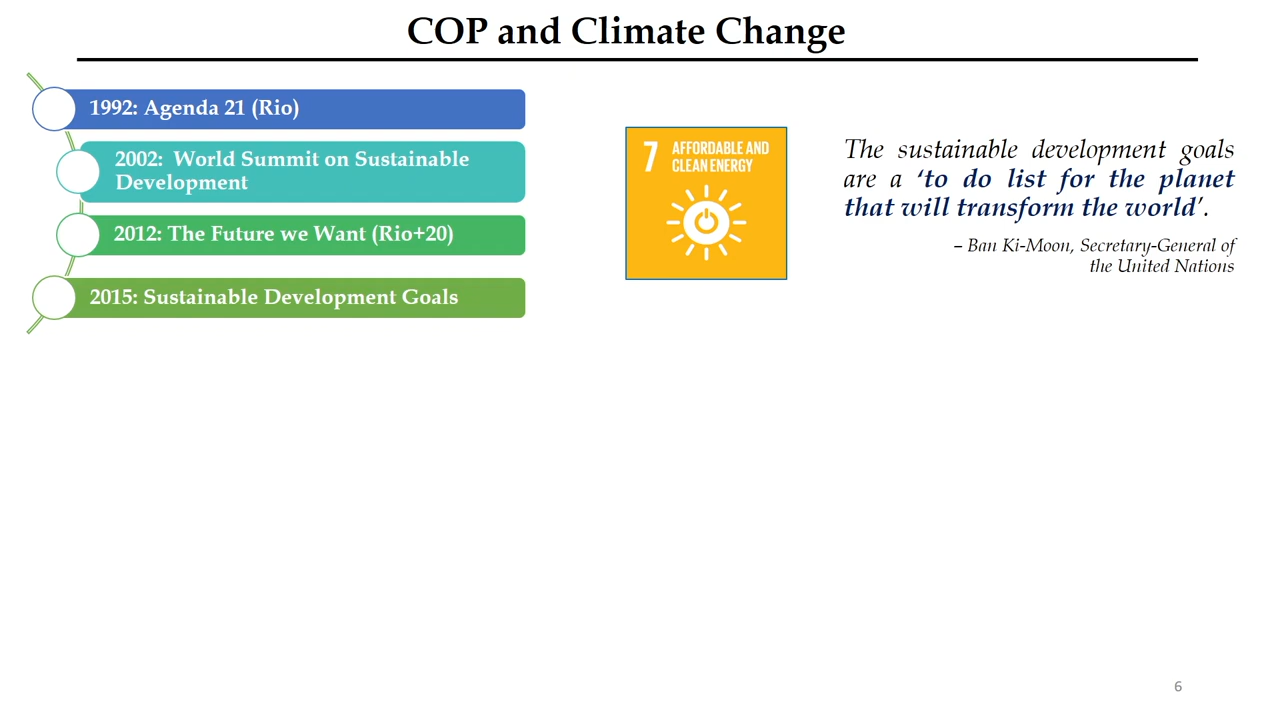 COP and Climate Change
1992: Agenda 21 (Rio)
2002:  World Summit on Sustainable
Development
2012: The Future we Want (Rio+20)
2015: Sustainable Development Goals
7 AFFORDABLE AND
CLEAN ENERGY
The sustainable development goals
are a ‘to do list for the planet
that will transform the world’.
– Ban Ki-Moon, Secretary-General of
the United Nations
6